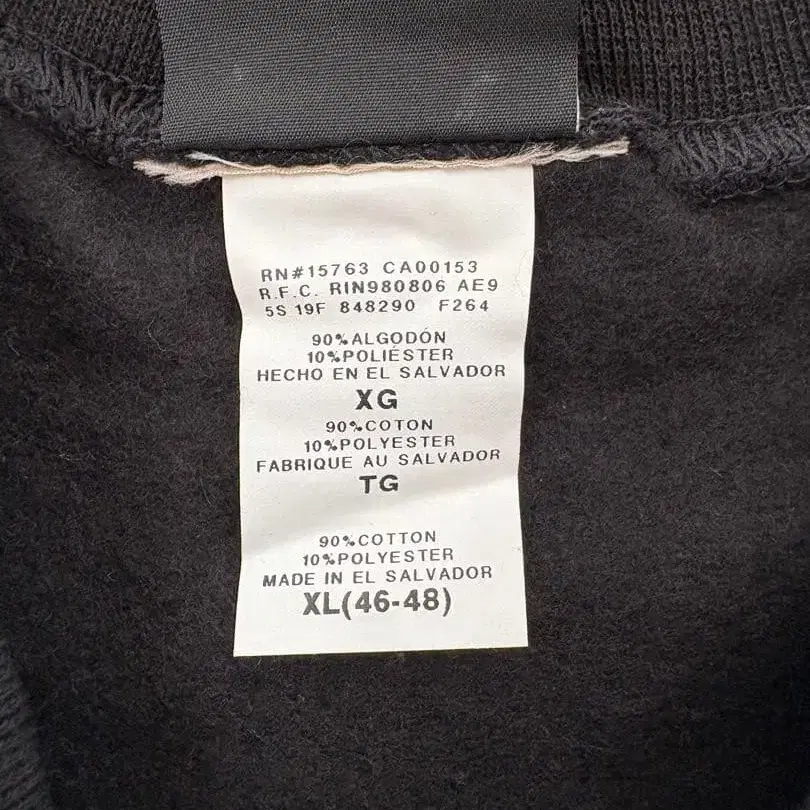 RN#15763 CA00153
R.F.C. RIN980806 AE9
5S 19F 848290 F264
90%ALGODÓN
10%POLIÉSTER
HECHO EN EL SALVADOR
XG
90%COTON
10%POLYESTER
FABRIQUE AU SALVADOR
TG
90%COTTON
10%POLYESTER
MADE IN EL SALVADOR
XL(46-48)